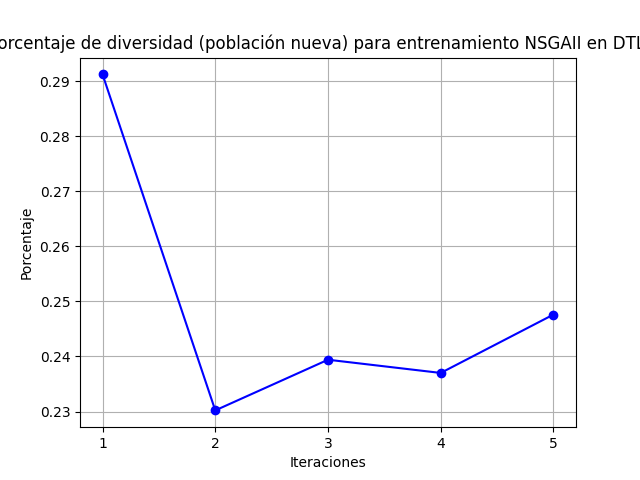 orcentaje de diversidad (población nueva) para entrenamiento NSGAII en DTL
0.29
0.28
0.27
0.26
0.25
0.24
0.23
Porcentaje
1 2 3 4 5
Iteraciones